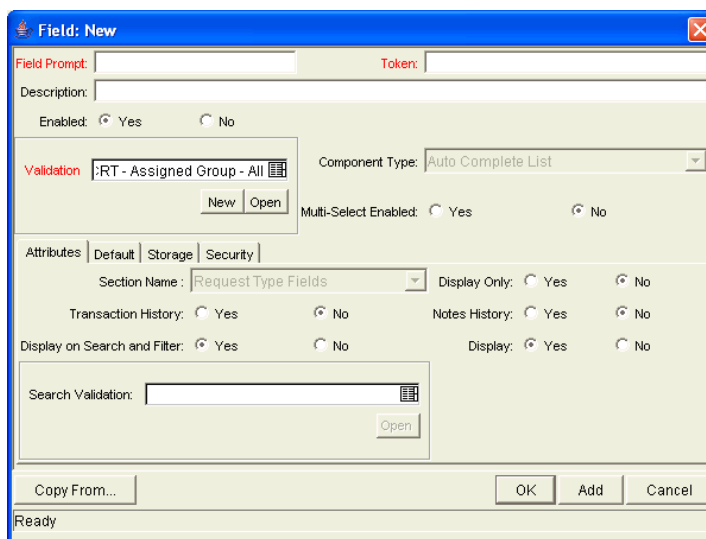 Field: New
Field Prompt: Token:
Description:
Enabled: Yes No
Validation :RT - Assigned Group - All Component Type: Auto Complete List
New Open Multi-Select Enabled: Yes No
Attributes Default Storage Security
Section Name : Request Type Fields Display Only: Yes No
Transaction History: Yes No Notes History: Yes No
Display on Search and Filter: Yes No Display: Yes No
Search Validation:
Open
Copy From... OK Add Cancel
Ready